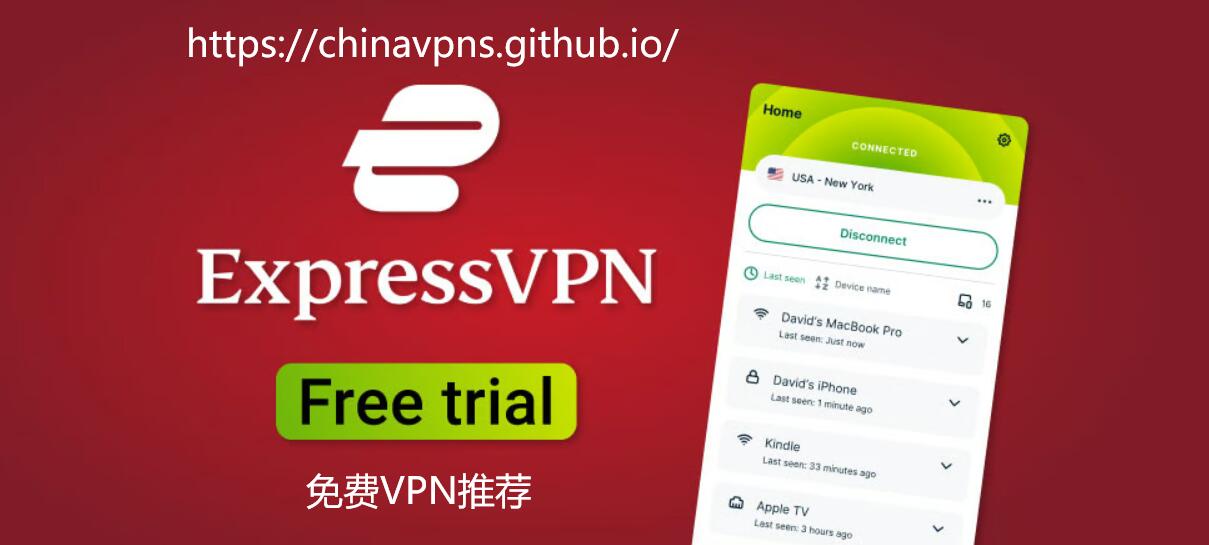 https://chinavpns.github.io/
ExpressVPN
Free trial
免费VPN推荐
Home
CONNECTED
USA - New York
Disconnect
Last seen
A Z
Device name
16
David's MacBook Pro
Last seen: Just now
David's iPhone
Last seen: 1 minute ago
Kindle
Last seen: 33 minutes ago
Apple TV
Last seen: 3 hours ago